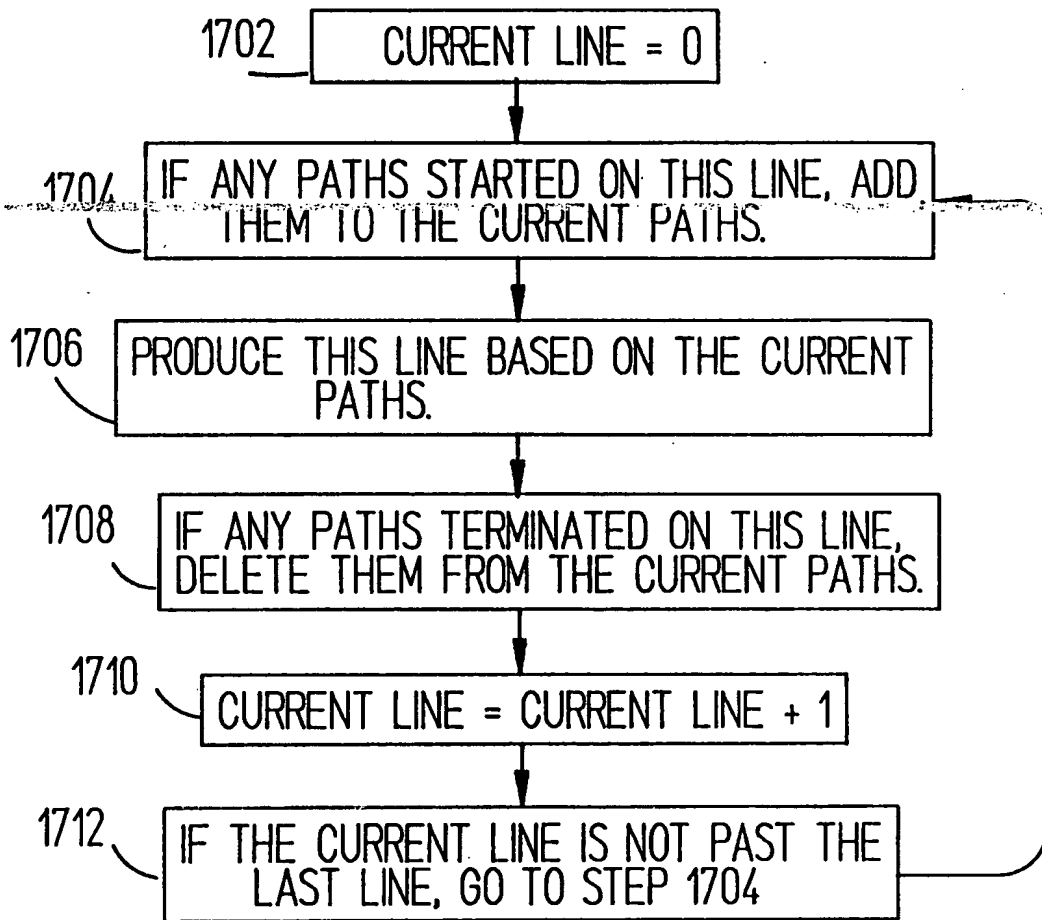 1702
CURRENT LINE = 0
1704
IF ANY PATHS STARTED ON THIS LINE, ADD
THEM TO THE CURRENT PATHS.
1706
PRODUCE THIS LINE BASED ON THE CURRENT
PATHS.
1708
IF ANY PATHS TERMINATED ON THIS LINE,
DELETE THEM FROM THE CURRENT PATHS.
1710
CURRENT LINE = CURRENT LINE + 1
1712
IF THE CURRENT LINE IS NOT PAST THE
LAST LINE, GO TO STEP 1704